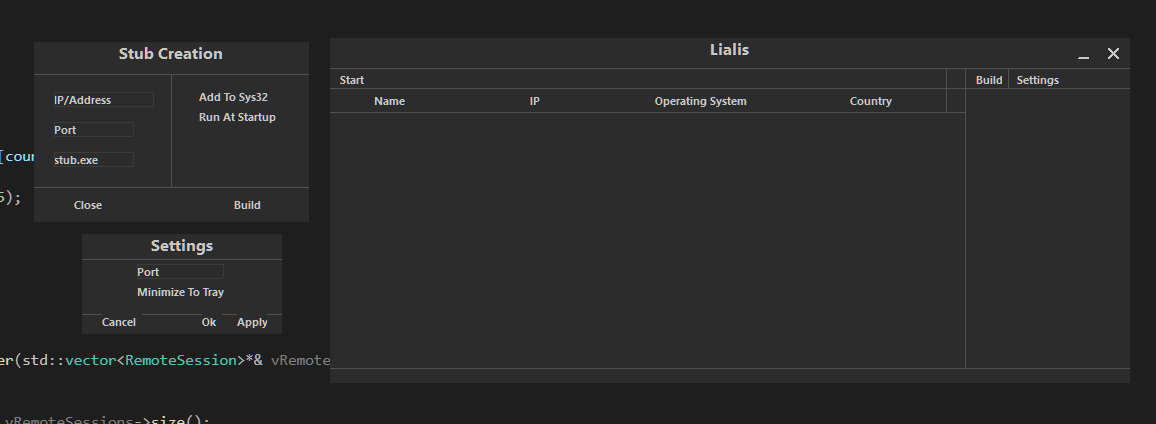 Stub Creation
IP/Address
Port
stub.exe
Add To Sys32
Run At Startup
Close Build
Settings
Port
Minimize To Tray
Cancel Ok Apply
Lialis
Start Build Settings
Name IP Operating System Country
[cour
5);
er(std::vector<RemoteSession>*& vRemote
vRemoteSessions->size();